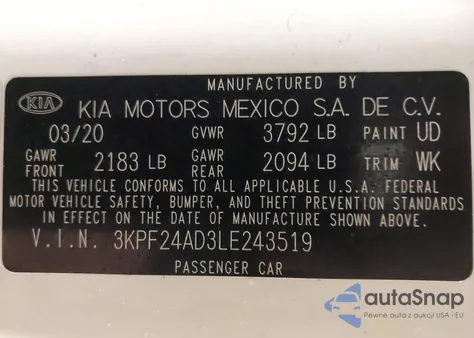 MANUFACTURED BY
KIA KIA MOTORS MEXICO S.A. DE C.V.
03/20 GVWR 3792 LB PAINT UD
GAWR FRONT 2183 LB GAWR REAR 2094 LB TRIM WK
THIS VEHICLE CONFORMS TO ALL APPLICABLE U.S.A. FEDERAL
MOTOR VEHICLE SAFETY, BUMPER, AND THEFT PREVENTION STANDARDS
IN EFFECT ON THE DATE OF MANUFACTURE SHOWN ABOVE.
V.I.N. 3KPF24AD3LE243519
PASSENGER CAR
autoSnap
Pewne auta z aukcji USA i EU